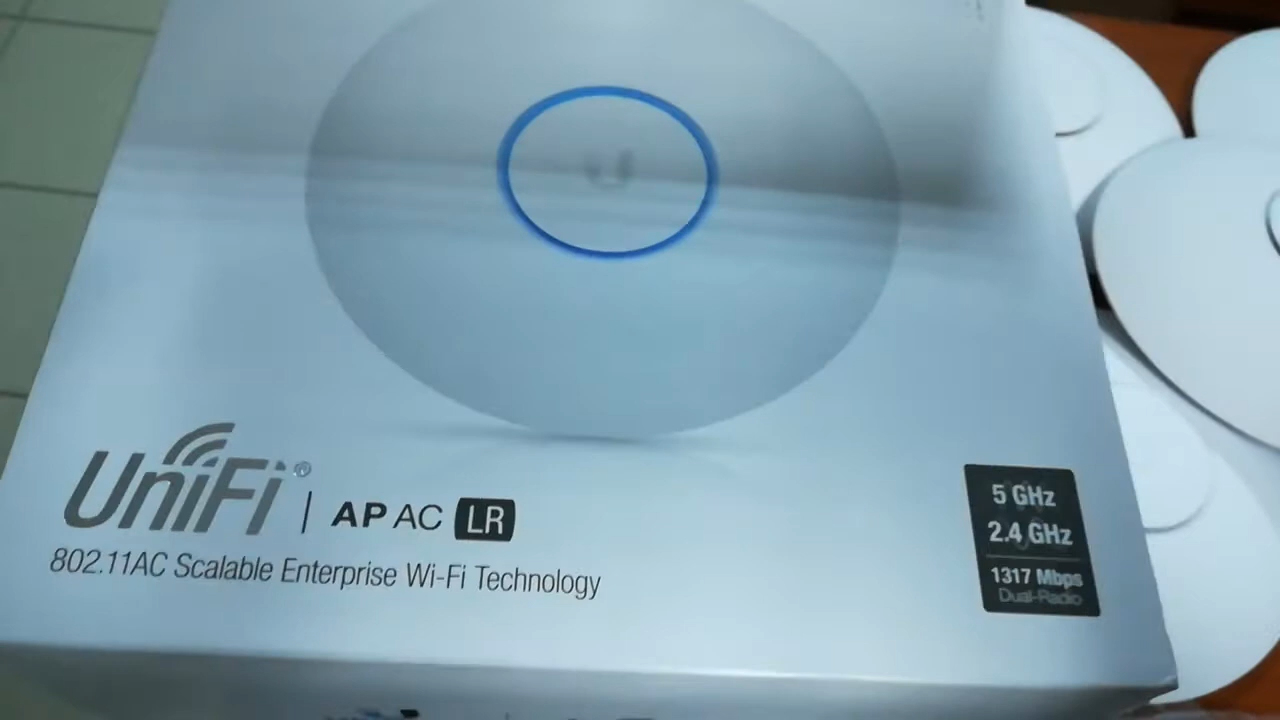 UniFi® | AP AC LR
802.11AC Scalable Enterprise Wi-Fi Technology
5 GHz
2.4 GHz
1317 Mbps
Dual-Radio